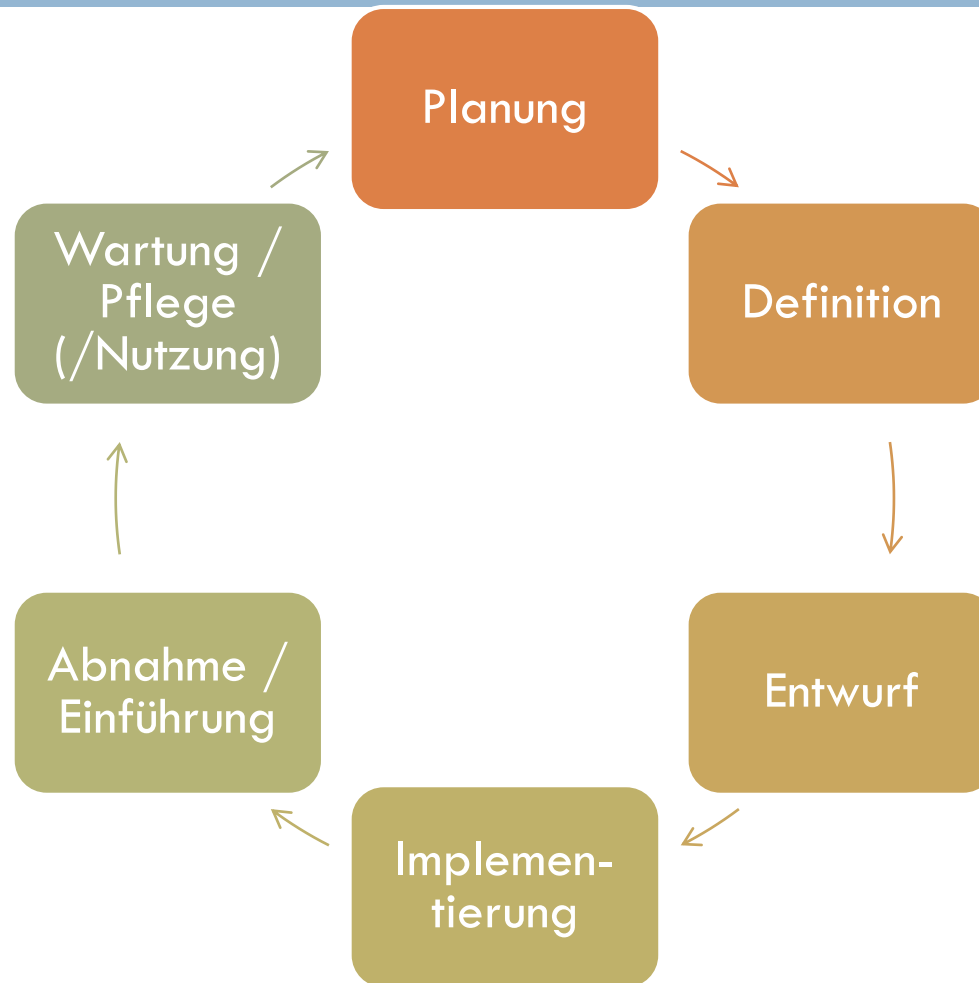 Planung
Definition
Entwurf
Implemen-
tierung
Abnahme /
Einführung
Wartung /
Pflege
(/Nutzung)